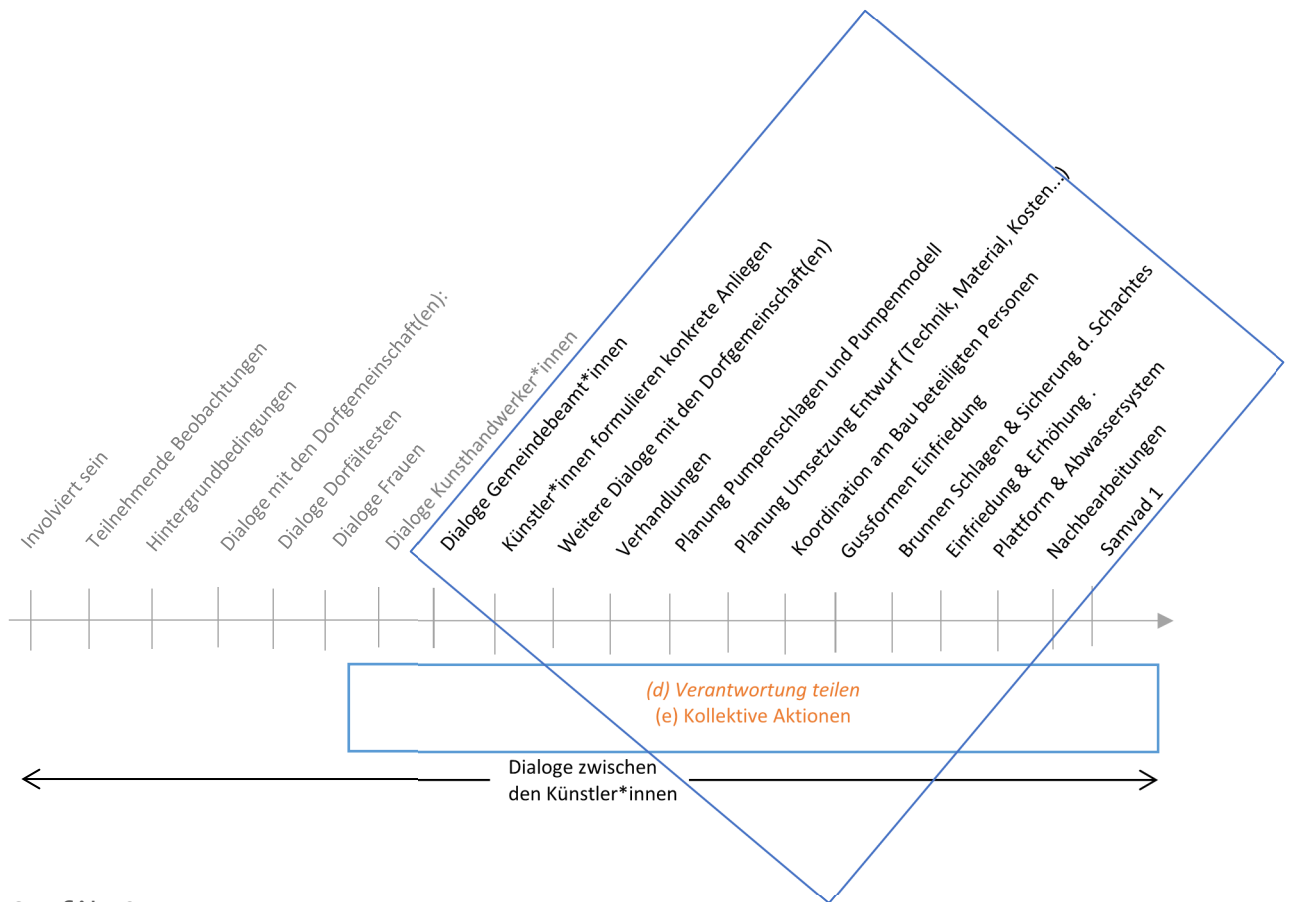 Involviert sein
Teilnehmende Beobachtungen
Hintergrundbedingungen
Dialoge mit den Dorfgemeinschaft(en):
Dialoge Dorfältesten
Dialoge Frauen
Dialoge Kunsthandwerker*innen
Dialoge Gemeindebeamt*innen
Künstler*innen formulieren konkrete Anliegen
Weitere Dialoge mit den Dorfgemeinschaft(en)
Verhandlungen
Planung Pumpenschlagen und Pumpenmodell
Planung Umsetzung Entwurf (Technik, Material, Kosten...)
Koordination am Bau beteiligten Personen
Gussformen Einfriedung
Brunnen Schlagen & Sicherung d. Schachtes
Einfriedung & Erhöhung .
Plattform & Abwassersystem
Nachbearbeitungen
Samvad 1
(d) Verantwortung teilen
(e) Kollektive Aktionen
Dialoge zwischen
den Künstler*innen